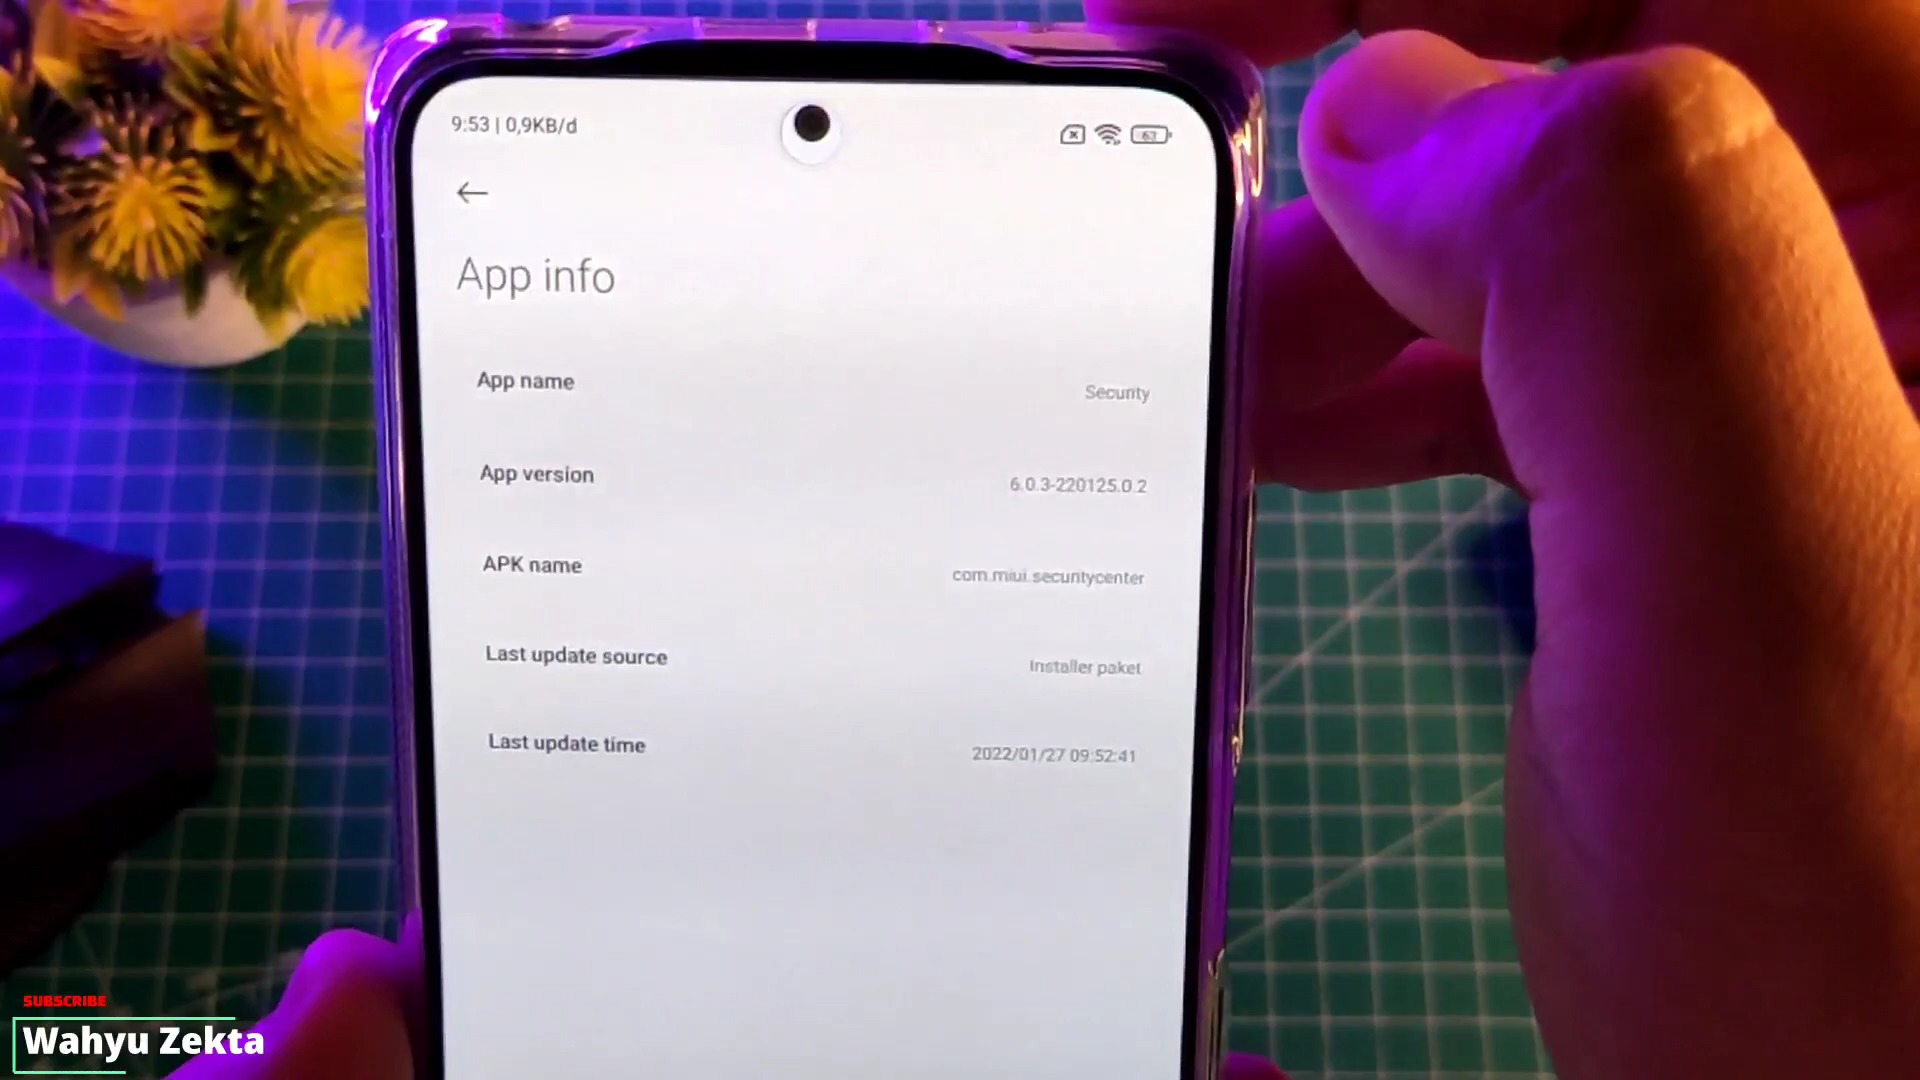 9:53 | 0,9KB/d
63
App info
App name
Security
App version
6.0.3-220125.0.2
APK name
com.miui.securitycenter
Last update source
Installer paket
Last update time
2022/01/27 09:52:41
SUBSCRIBE
Wahyu Zekta